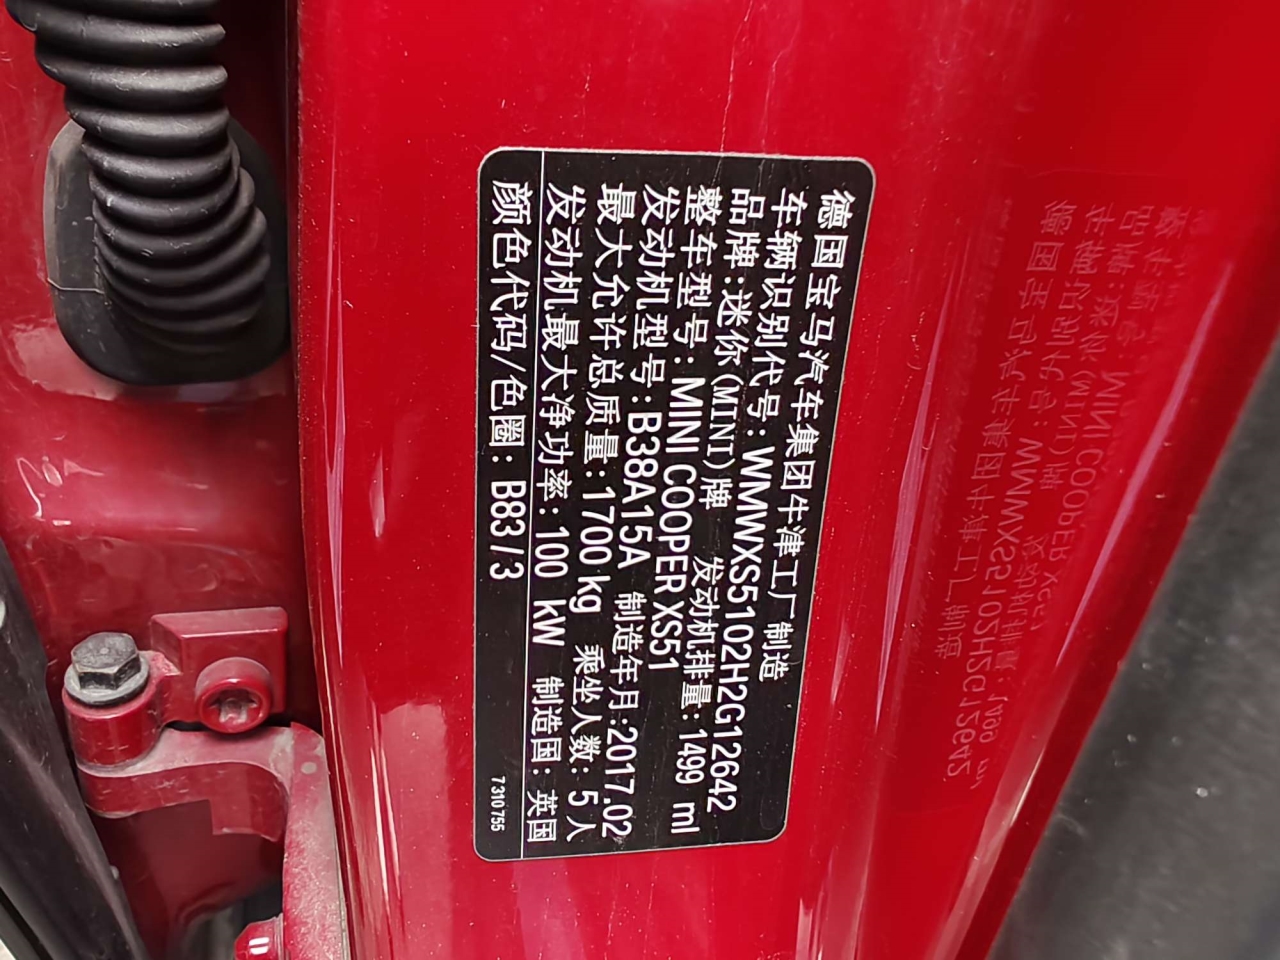 德国宝马汽车集团牛津工厂制造
车辆识别代号:WMWXS5102H2G12642
品牌:迷你(MINI)牌 发动机排量:1499 ml
整车型号:MINI COOPER XS51
发动机型号:B38A15A 制造年月:2017.02
最大允许总质量:1700 kg 乘坐人数:5人
发动机最大净功率:100 kW 制造国:英国
颜色代码/色圈:B83/3 7310755